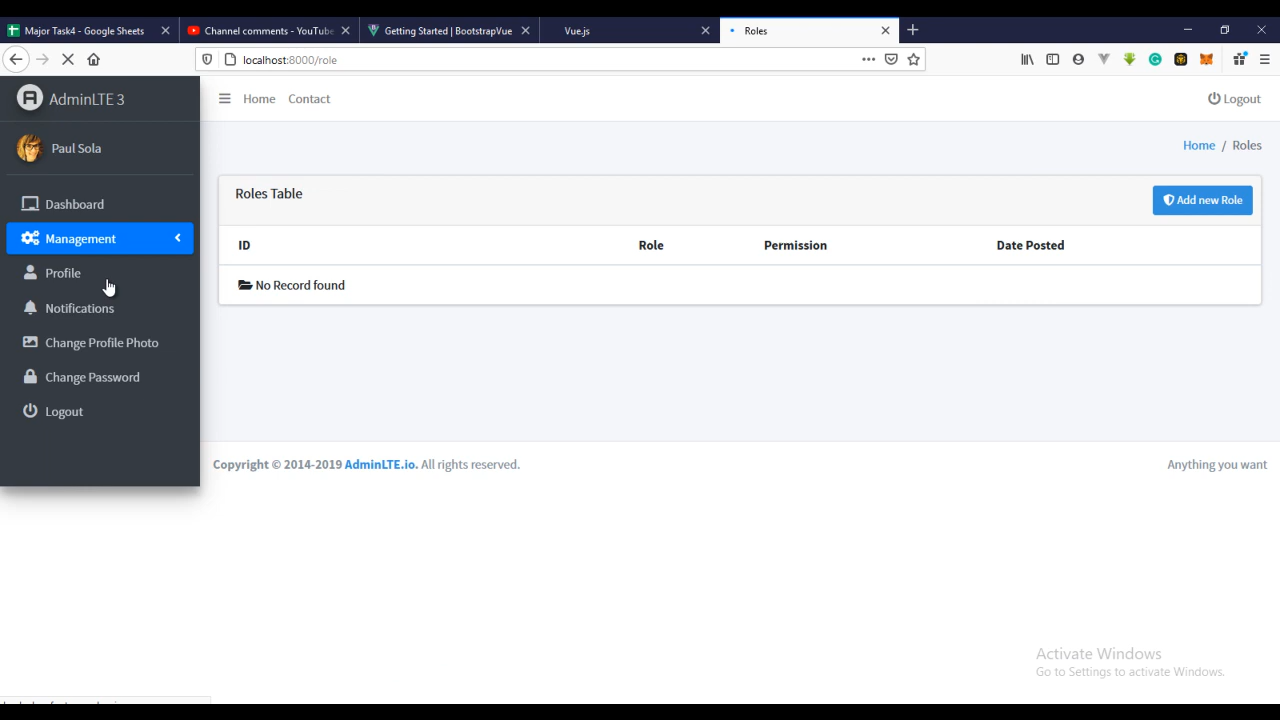 Major Task4 - Google Sheets
Channel comments - YouTube
Getting Started | BootstrapVue
Vue.js
Roles
localhost:8000/role
AdminLTE 3
Home Contact
Logout
Paul Sola
Home / Roles
Dashboard
Management
Profile
Notifications
Change Profile Photo
Change Password
Logout
Roles Table
Add new Role
ID Role Permission Date Posted
No Record found
Copyright © 2014-2019 AdminLTE.io. All rights reserved.
Anything you want
Activate Windows
Go to Settings to activate Windows.